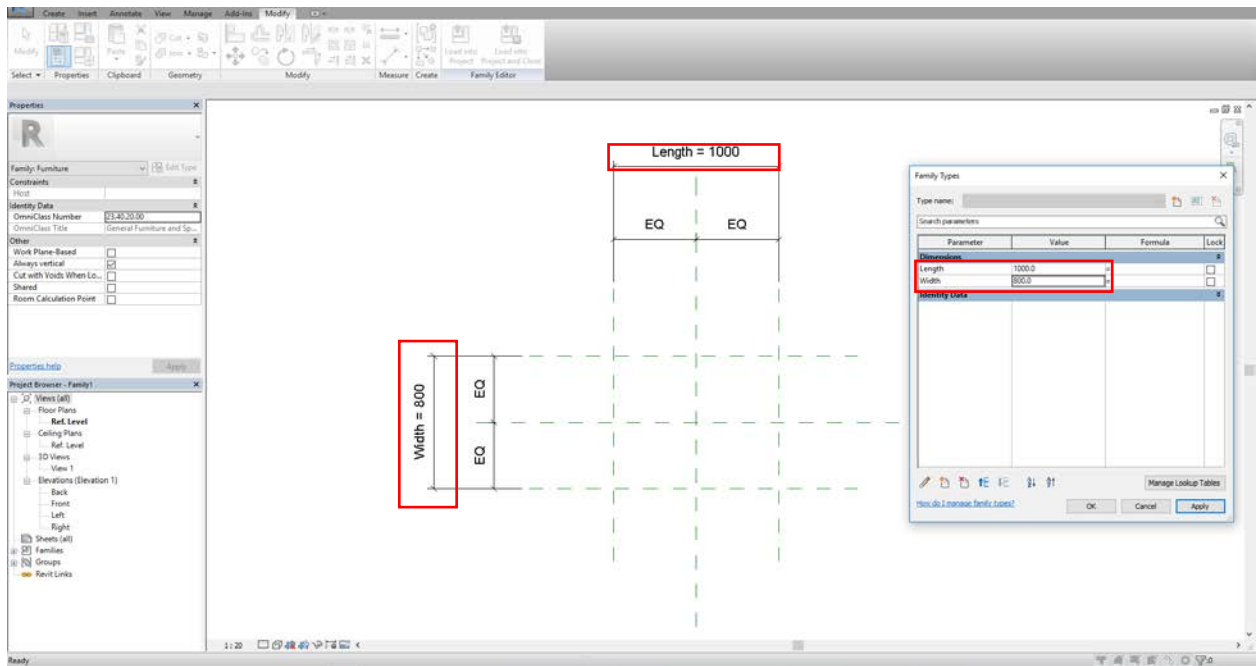 Create Insert Annotate View Manage Add-Ins Modify
Modify
Paste
Cut
Join
Load into Project
Load into Project and Close
Select Properties Clipboard Geometry Modify Measure Create Family Editor
Properties
R
Family: Furniture
Edit Type
Constraints
Host
Identity Data
OmniClass Number 23.40.20.00
OmniClass Title General Furniture and Sp...
Other
Work Plane-Based
Always vertical
Cut with Voids When Lo...
Shared
Room Calculation Point
Properties help
Apply
Project Browser - Family1
Views (all)
Floor Plans
Ref. Level
Ceiling Plans
Ref. Level
3D Views
View 1
Elevations (Elevation 1)
Back
Front
Left
Right
Sheets (all)
Families
Groups
Revit Links
Ready
Length = 1000
EQ EQ
Width = 800
EQ
EQ
1 : 20
Family Types
Type name:
Search parameters
Parameter Value Formula Lock
Dimensions
Length 1000.0 =
Width 800.0 =
Identity Data
Manage Lookup Tables
How do I manage family types?
OK Cancel Apply
:0